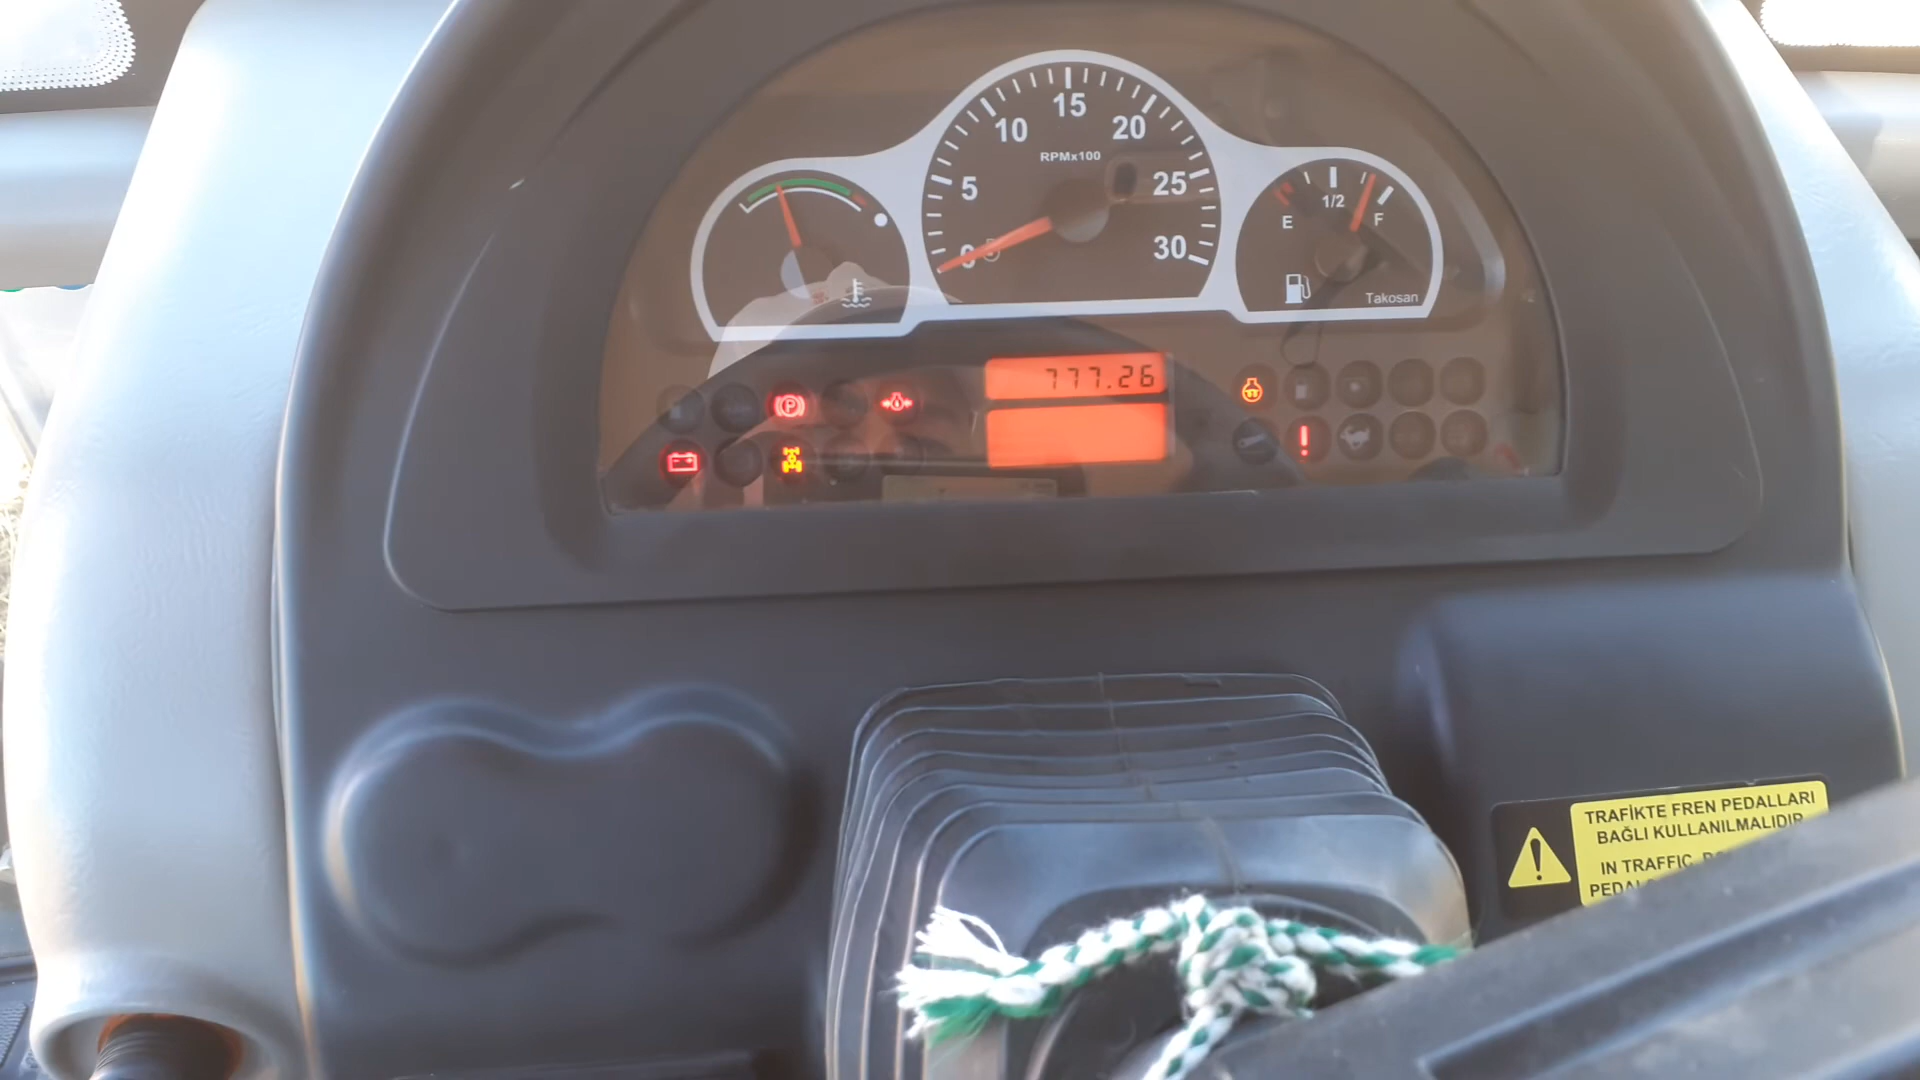 15
10
20
RPMx100
5
25
0
30
1/2
E
F
Takosan
777.26
P
TRAFİKTE FREN PEDALLARI
BAĞLI KULLANILMALIDIR
IN TRAFFIC,